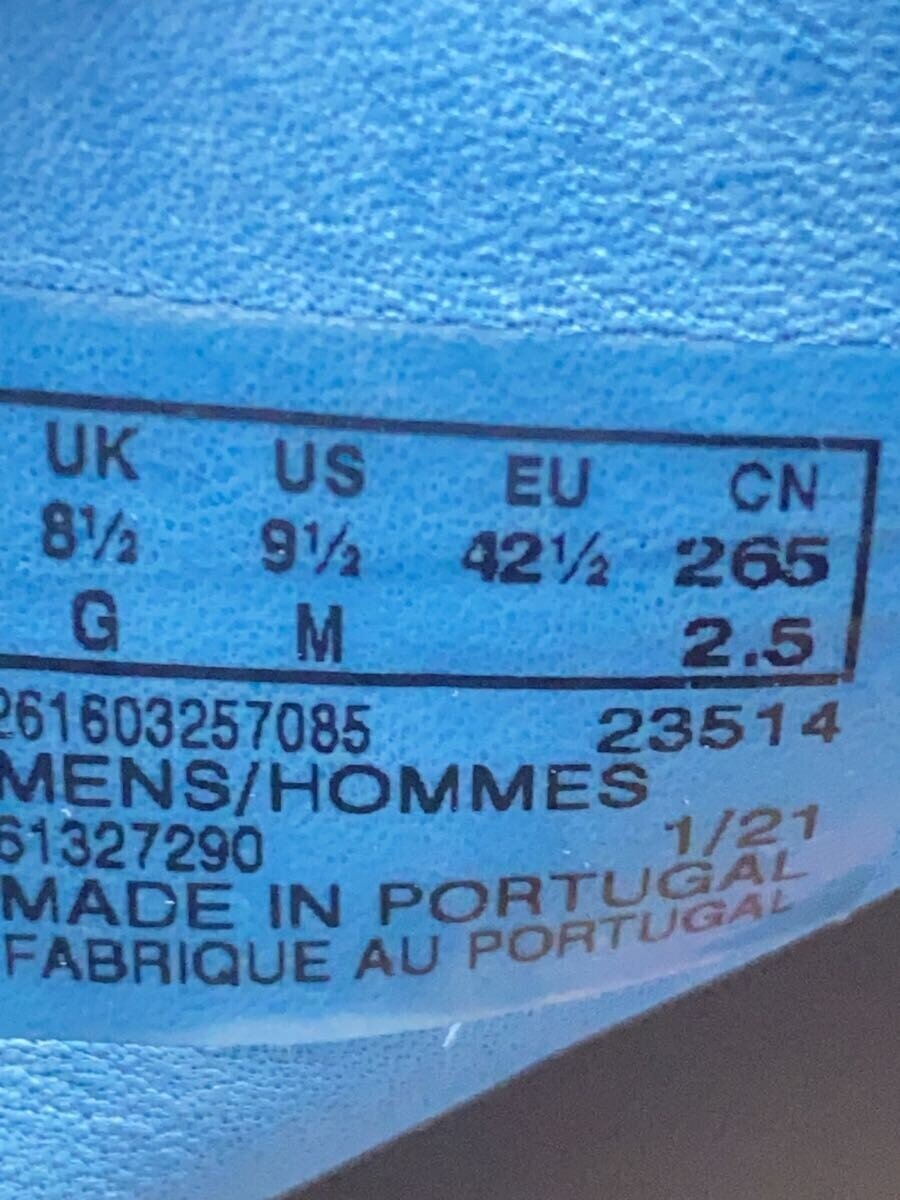 UK US EU CN
8½ 9½ 42½ 265
G M 2.5
261603257085 23514
MENS/HOMMES
61327290 1/21
MADE IN PORTUGAL
FABRIQUE AU PORTUGAL